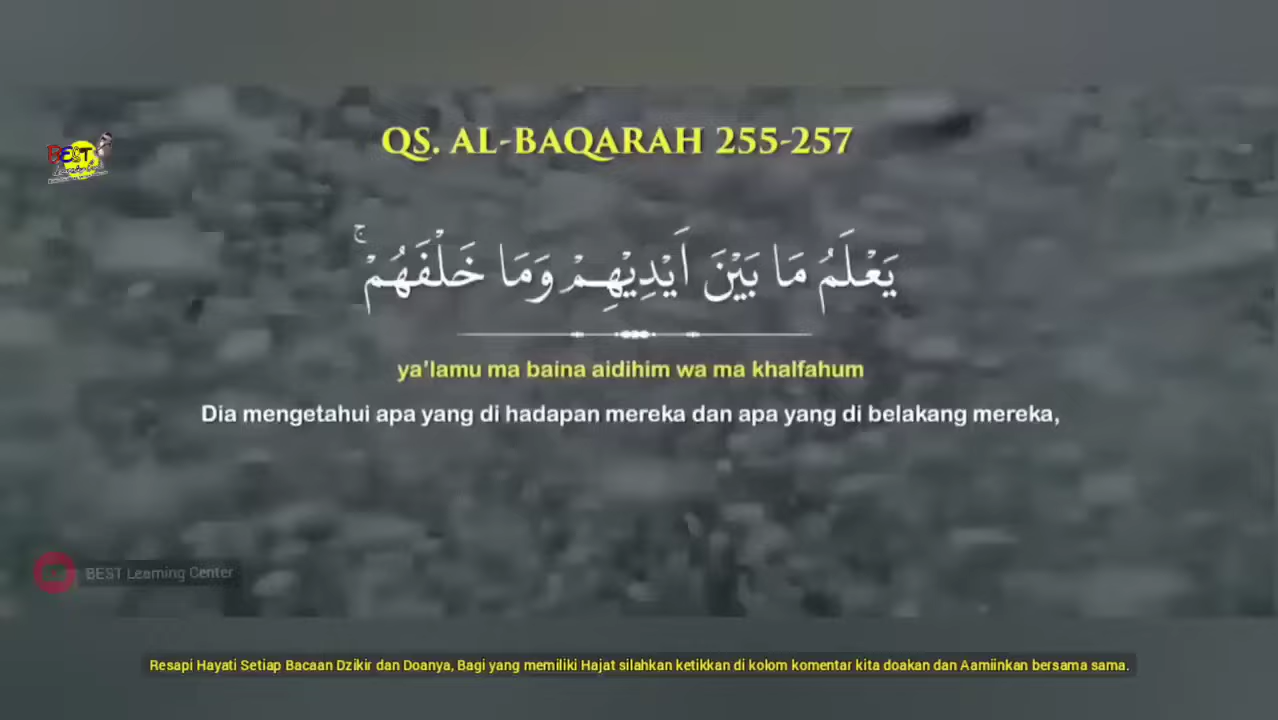 QS. AL-BAQARAH 255-257
BEST
يَعْلَمُ مَا بَيْنَ اَيْدِيْهِمْ وَمَا خَلْفَهُمْۚ
ya’lamu ma baina aidihim wa ma khalfahum
Dia mengetahui apa yang di hadapan mereka dan apa yang di belakang mereka,
BEST Learning Center
Resapi Hayati Setiap Bacaan Dzikir dan Doanya, Bagi yang memiliki Hajat silahkan ketikkan di kolom komentar kita doakan dan Aamiinkan bersama sama.